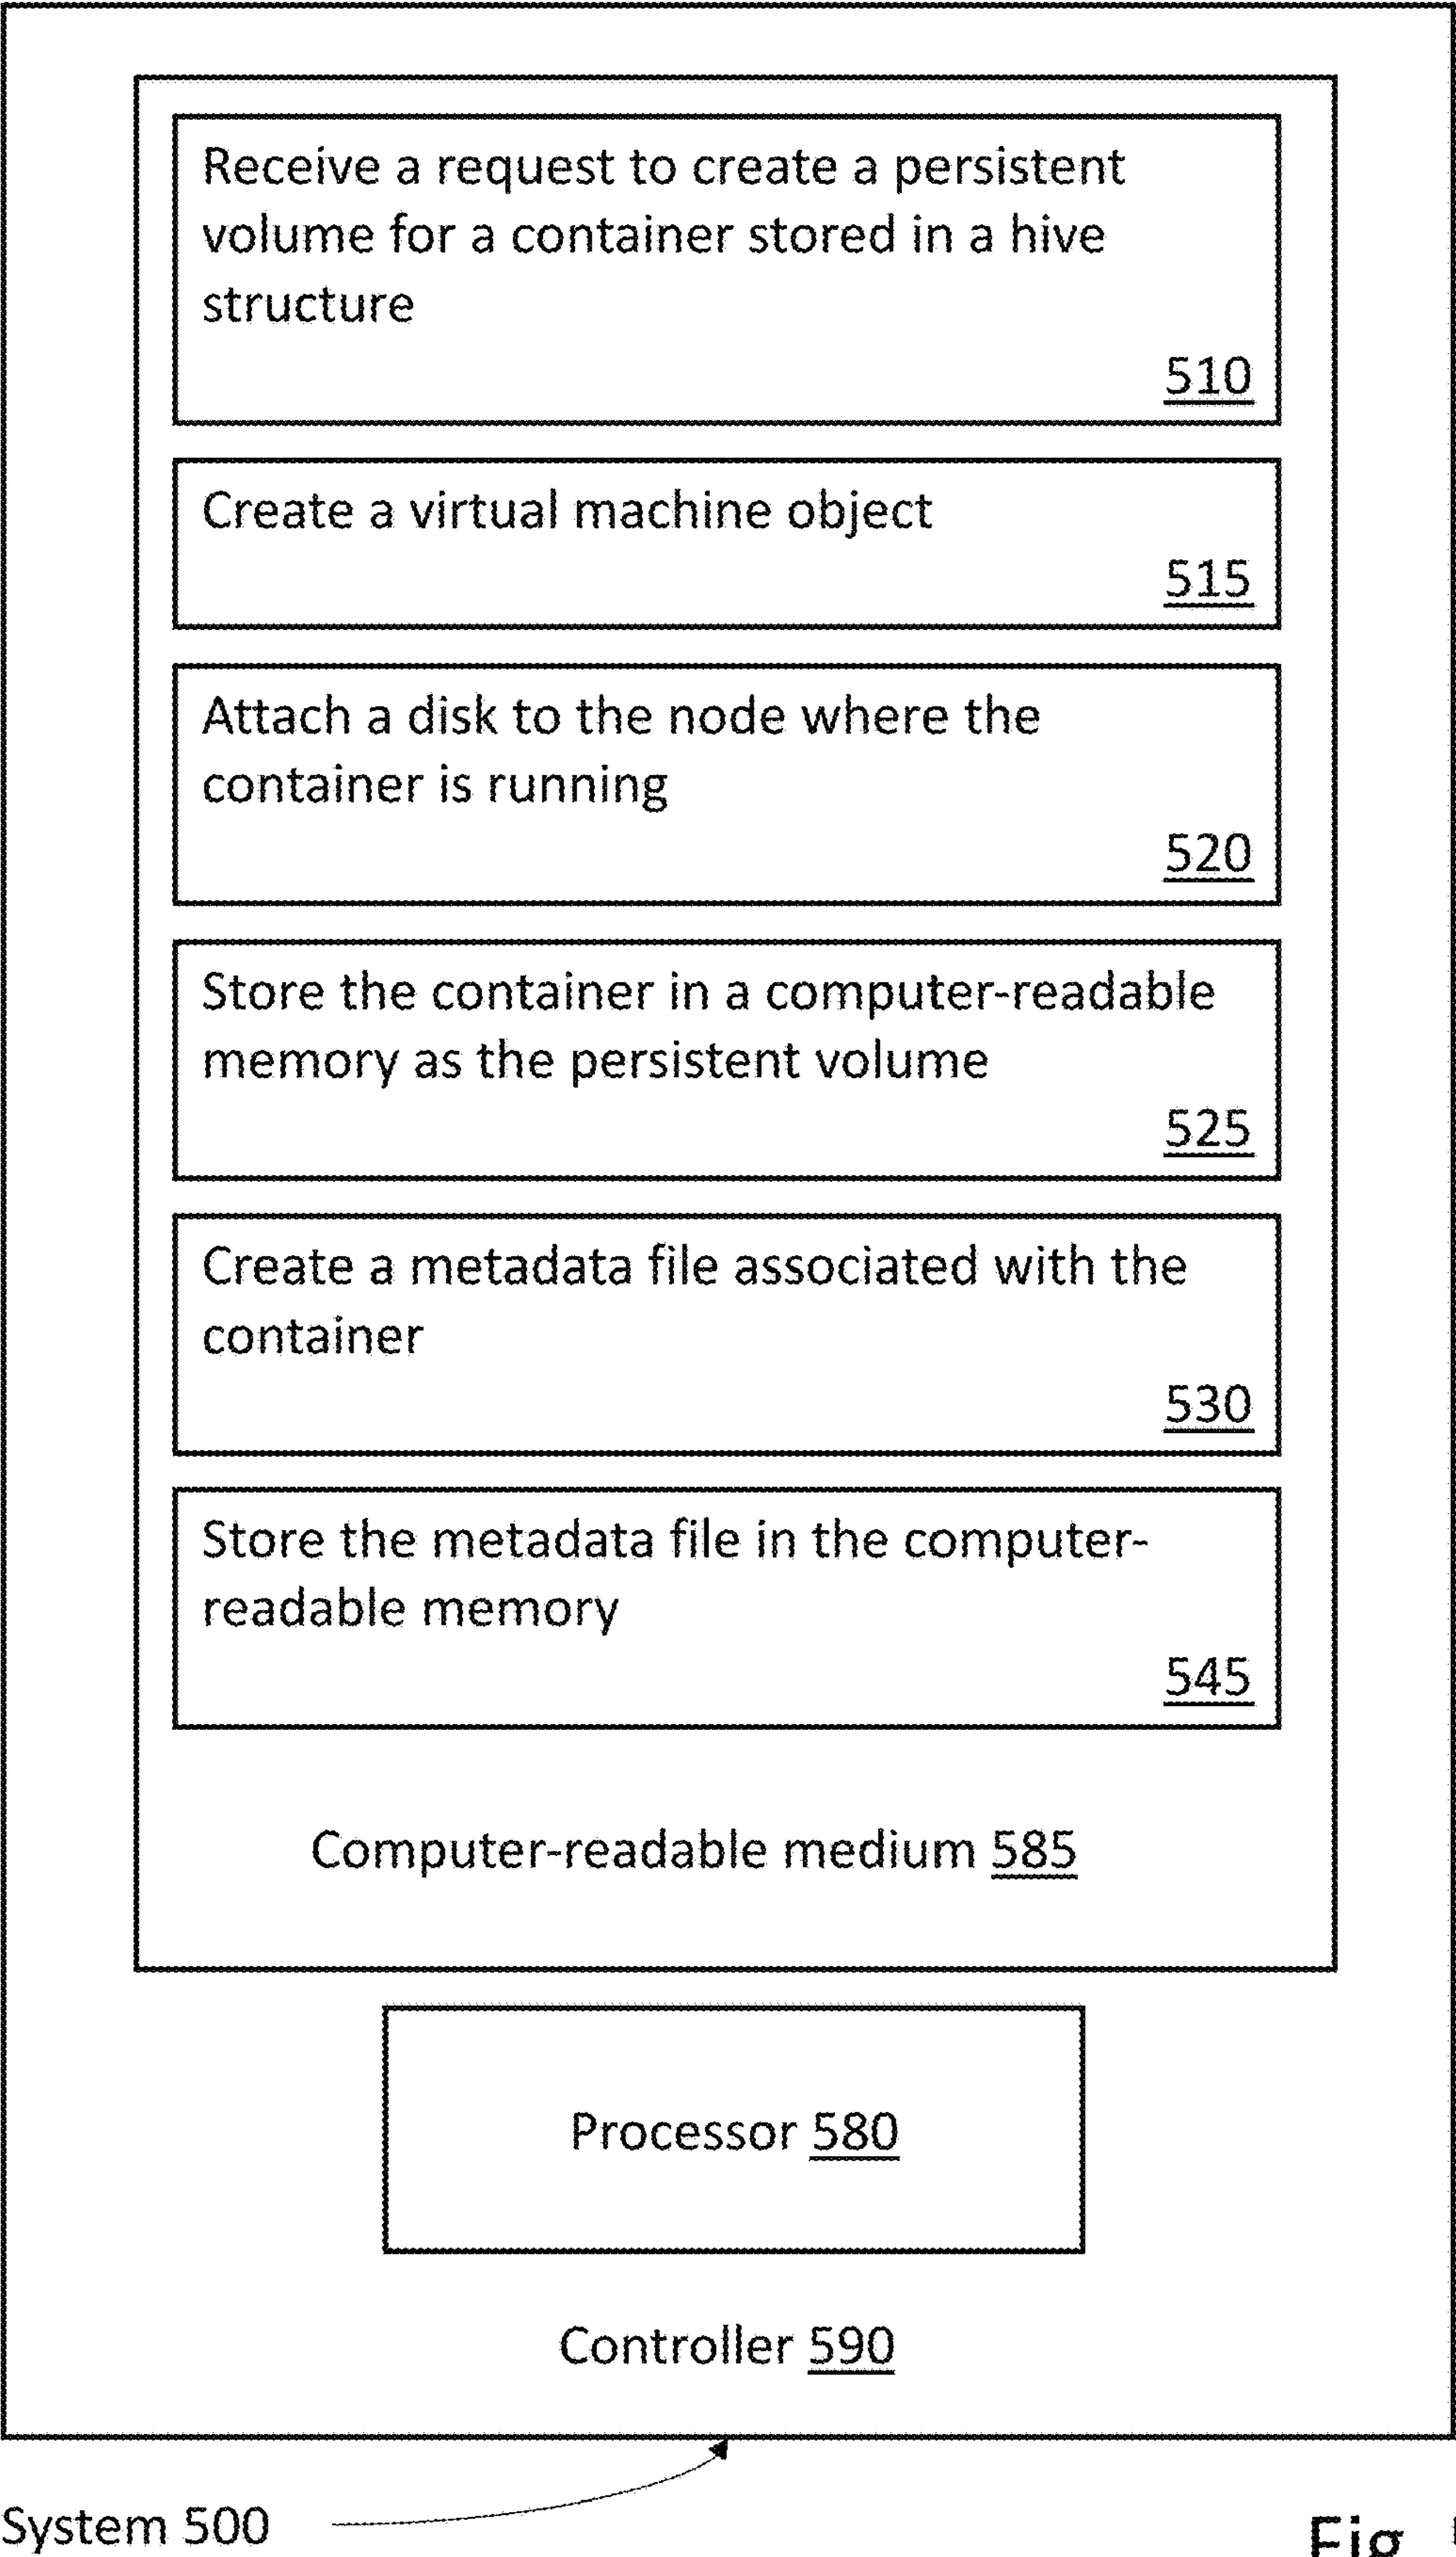 Receive a request to create a persistent
volume for a container stored in a hive
structure
510
Create a virtual machine object
515
Attach a disk to the node where the
container is running
520
Store the container in a computer-readable
memory as the persistent volume
525
Create a metadata file associated with the
container
530
Store the metadata file in the computer-
readable memory
545
Computer-readable medium 585
Processor 580
Controller 590
System 500
Fig